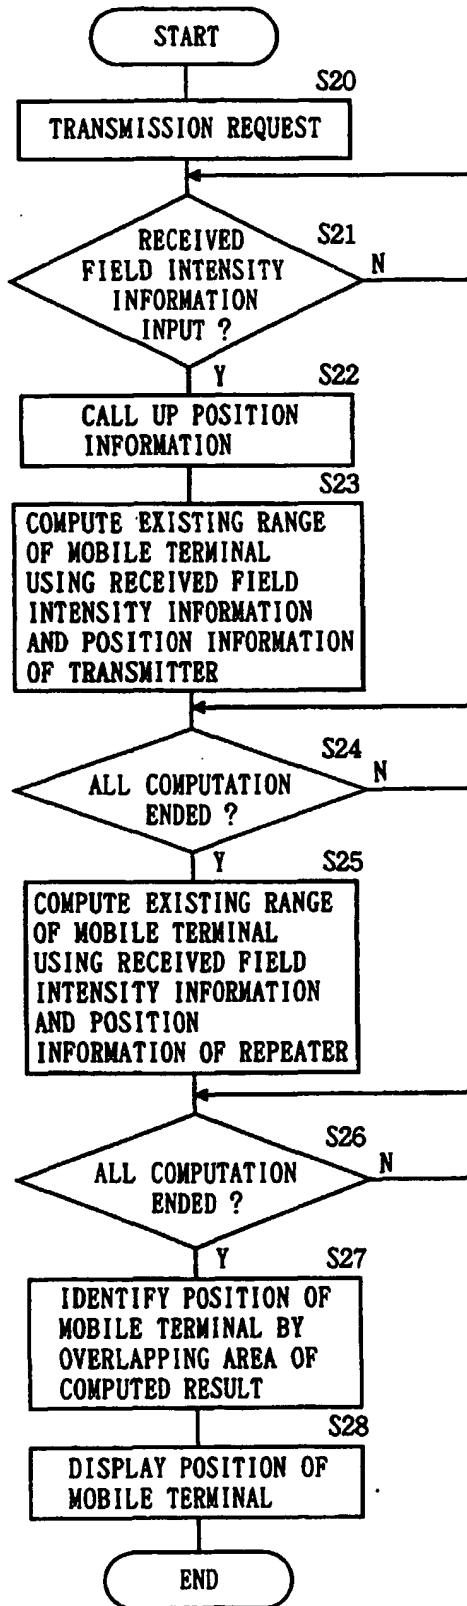 START
S20
TRANSMISSION REQUEST
S21
RECEIVED
FIELD INTENSITY
INFORMATION
INPUT ?
N
Y
S22
CALL UP POSITION
INFORMATION
S23
COMPUTE EXISTING RANGE
OF MOBILE TERMINAL
USING RECEIVED FIELD
INTENSITY INFORMATION
AND POSITION INFORMATION
OF TRANSMITTER
S24
ALL COMPUTATION
ENDED ?
N
Y
S25
COMPUTE EXISTING RANGE
OF MOBILE TERMINAL
USING RECEIVED FIELD
INTENSITY INFORMATION
AND POSITION
INFORMATION OF REPEATER
S26
ALL COMPUTATION
ENDED ?
N
Y
S27
IDENTIFY POSITION OF
MOBILE TERMINAL BY
OVERLAPPING AREA OF
COMPUTED RESULT
S28
DISPLAY POSITION OF
MOBILE TERMINAL
END